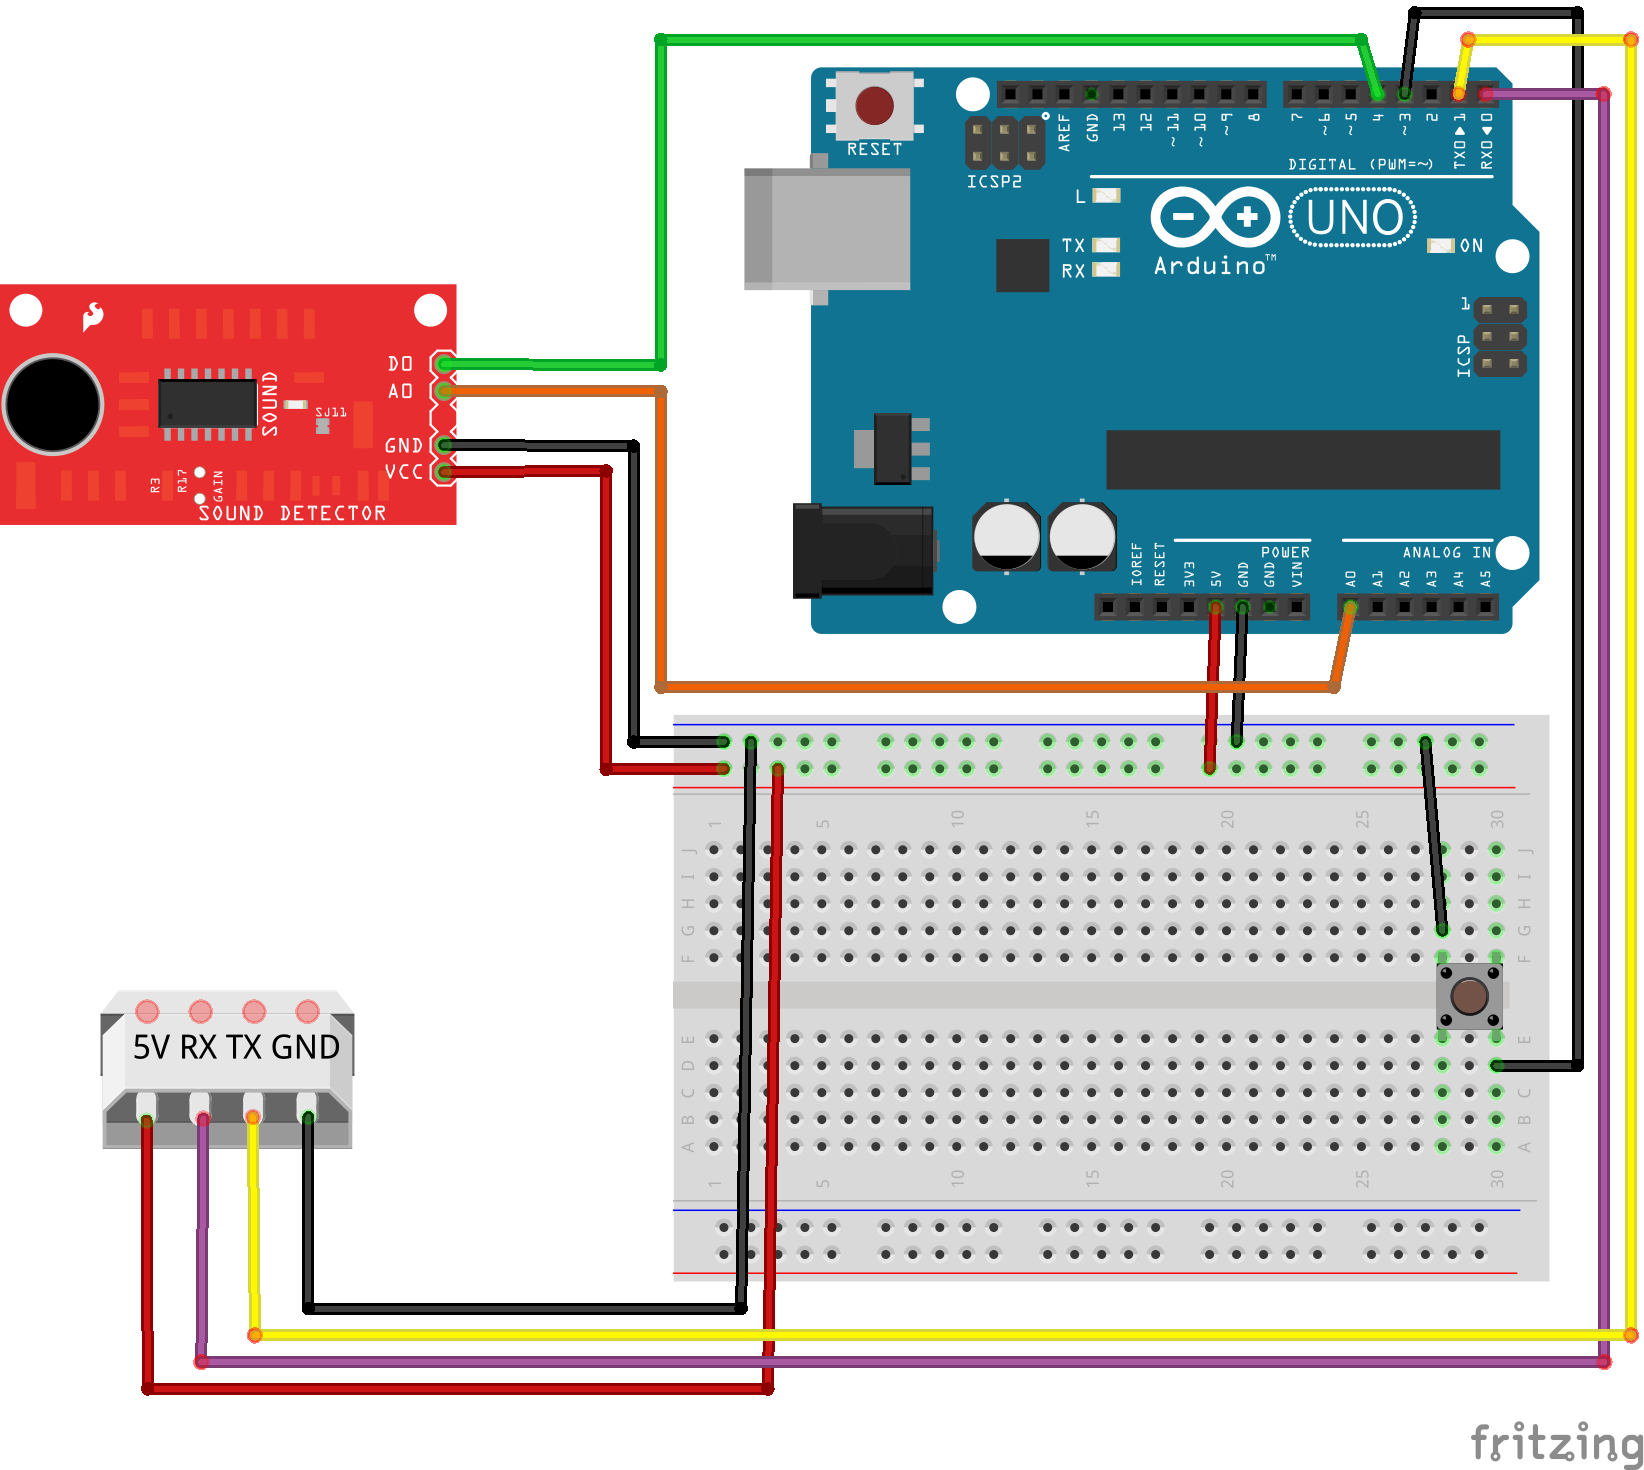 RESET
ICSP2
AREF
GND
13
12
~11
~10
~9
8
7
~6
~5
4
~3
2
TX0▶1
RX0◀0
DIGITAL (PWM=~)
L
TX
RX
Arduino™
UNO
ON
1
ICSP
D0
A0
GND
VCC
SOUND
SJ11
R3
R17
GAIN
SOUND DETECTOR
POWER
ANALOG IN
IOREF
RESET
3V3
5V
GND
GND
VIN
A0
A1
A2
A3
A4
A5
1 5 10 15 20 25 30
J J
I I
H H
G G
F F
5V RX TX GND
E E
D D
C C
B B
A A
1 5 10 15 20 25 30
fritzing